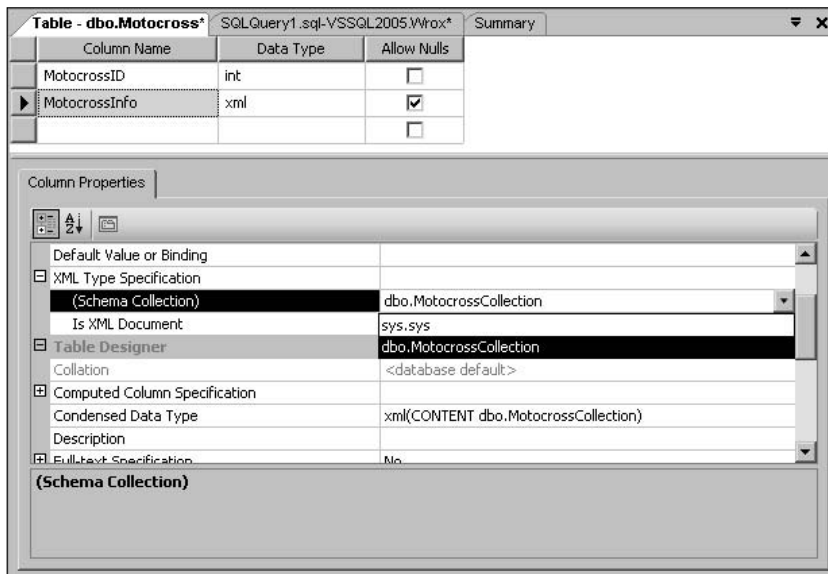 Table - dbo.Motocross* SQLQuery1.sql-VSSQL2005.Wrox* Summary
Column Name Data Type Allow Nulls
MotocrossID int
MotocrossInfo xml
Column Properties
Default Value or Binding
XML Type Specification
(Schema Collection) dbo.MotocrossCollection
Is XML Document sys.sys
Table Designer dbo.MotocrossCollection
Collation <database default>
Computed Column Specification
Condensed Data Type xml(CONTENT dbo.MotocrossCollection)
Description
Full-text Specification No
(Schema Collection)